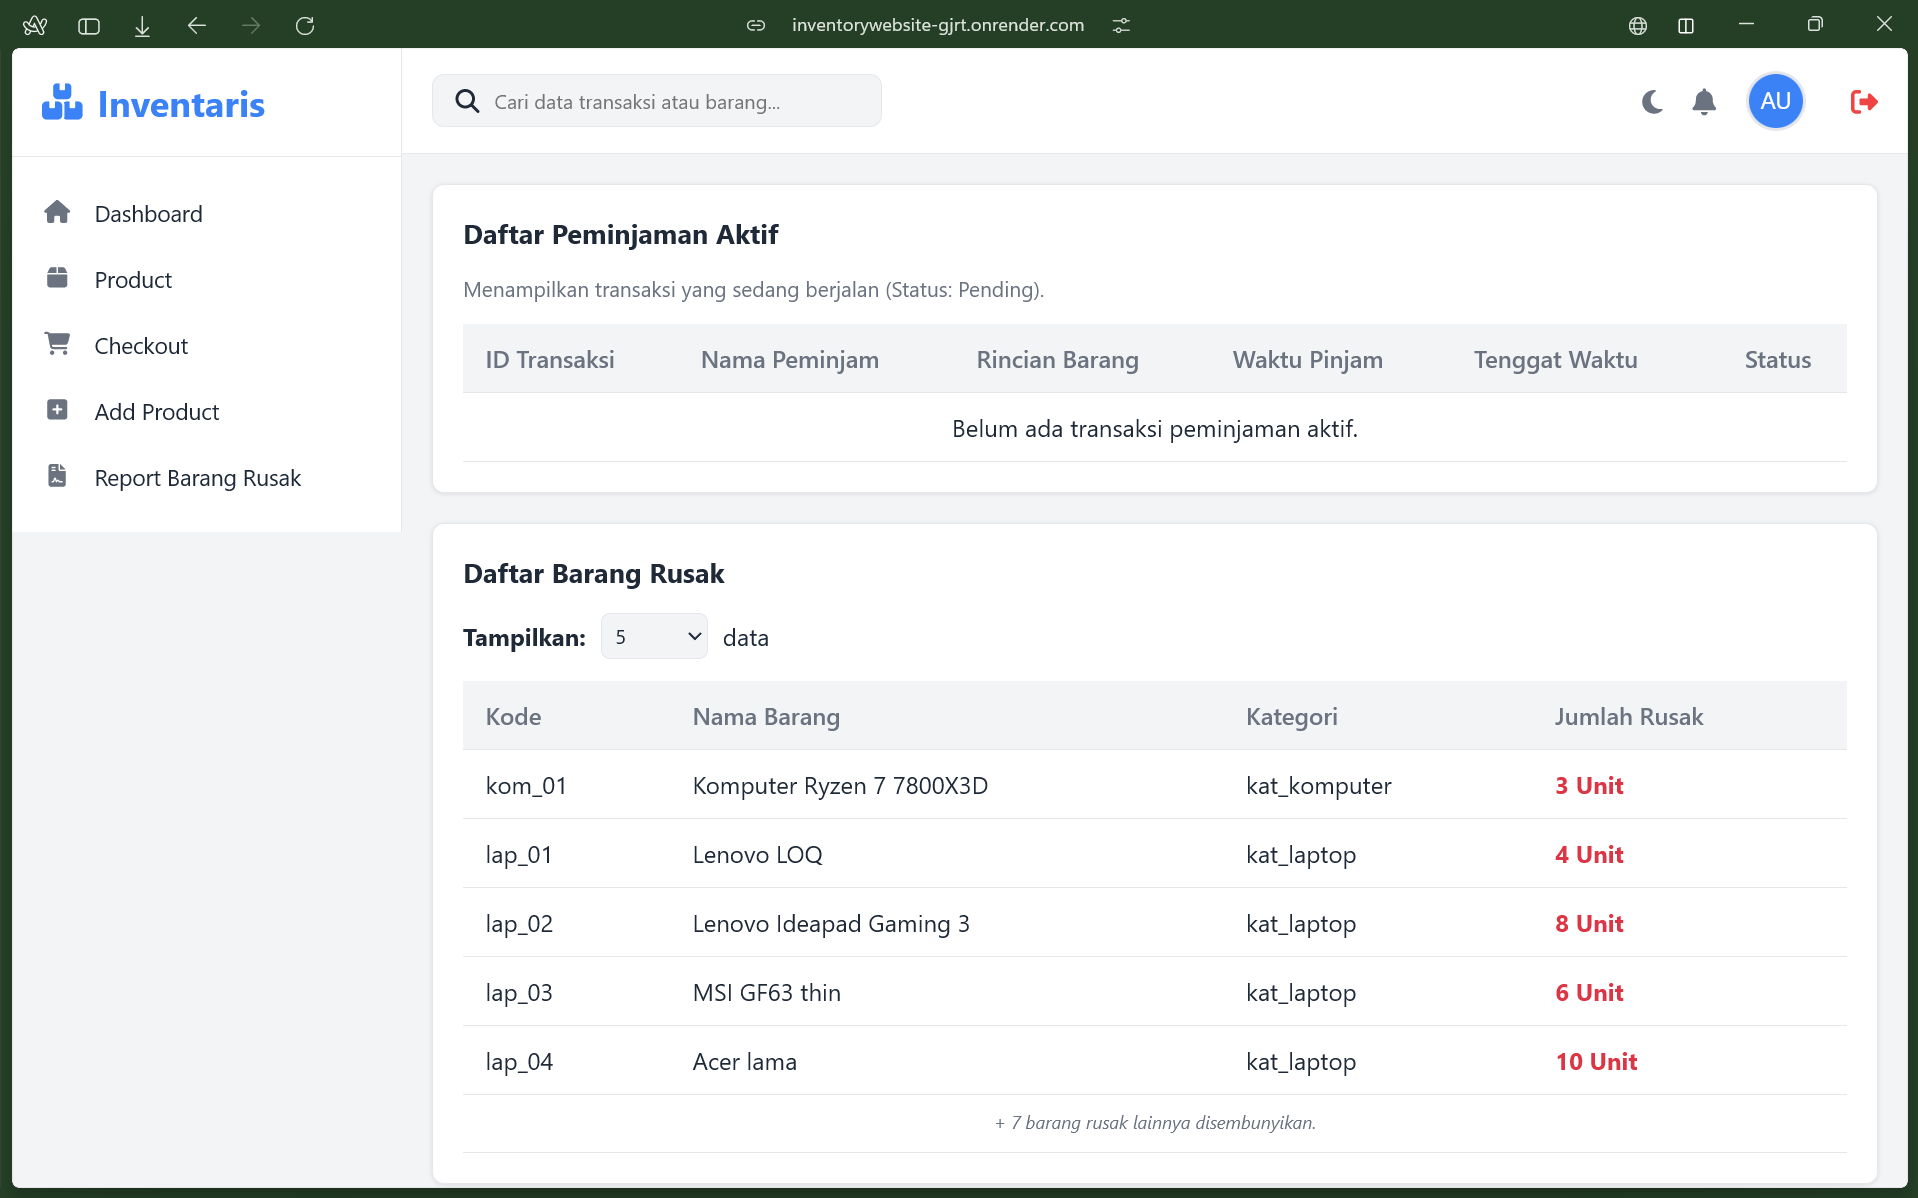 inventorywebsite-gjrt.onrender.com
Inventaris
Cari data transaksi atau barang...
AU
Dashboard
Product
Checkout
Add Product
Report Barang Rusak
Daftar Peminjaman Aktif
Menampilkan transaksi yang sedang berjalan (Status: Pending).
ID Transaksi Nama Peminjam Rincian Barang Waktu Pinjam Tenggat Waktu Status
Belum ada transaksi peminjaman aktif.
Daftar Barang Rusak
Tampilkan: 5 data
Kode Nama Barang Kategori Jumlah Rusak
kom_01 Komputer Ryzen 7 7800X3D kat_komputer 3 Unit
lap_01 Lenovo LOQ kat_laptop 4 Unit
lap_02 Lenovo Ideapad Gaming 3 kat_laptop 8 Unit
lap_03 MSI GF63 thin kat_laptop 6 Unit
lap_04 Acer lama kat_laptop 10 Unit
+ 7 barang rusak lainnya disembunyikan.